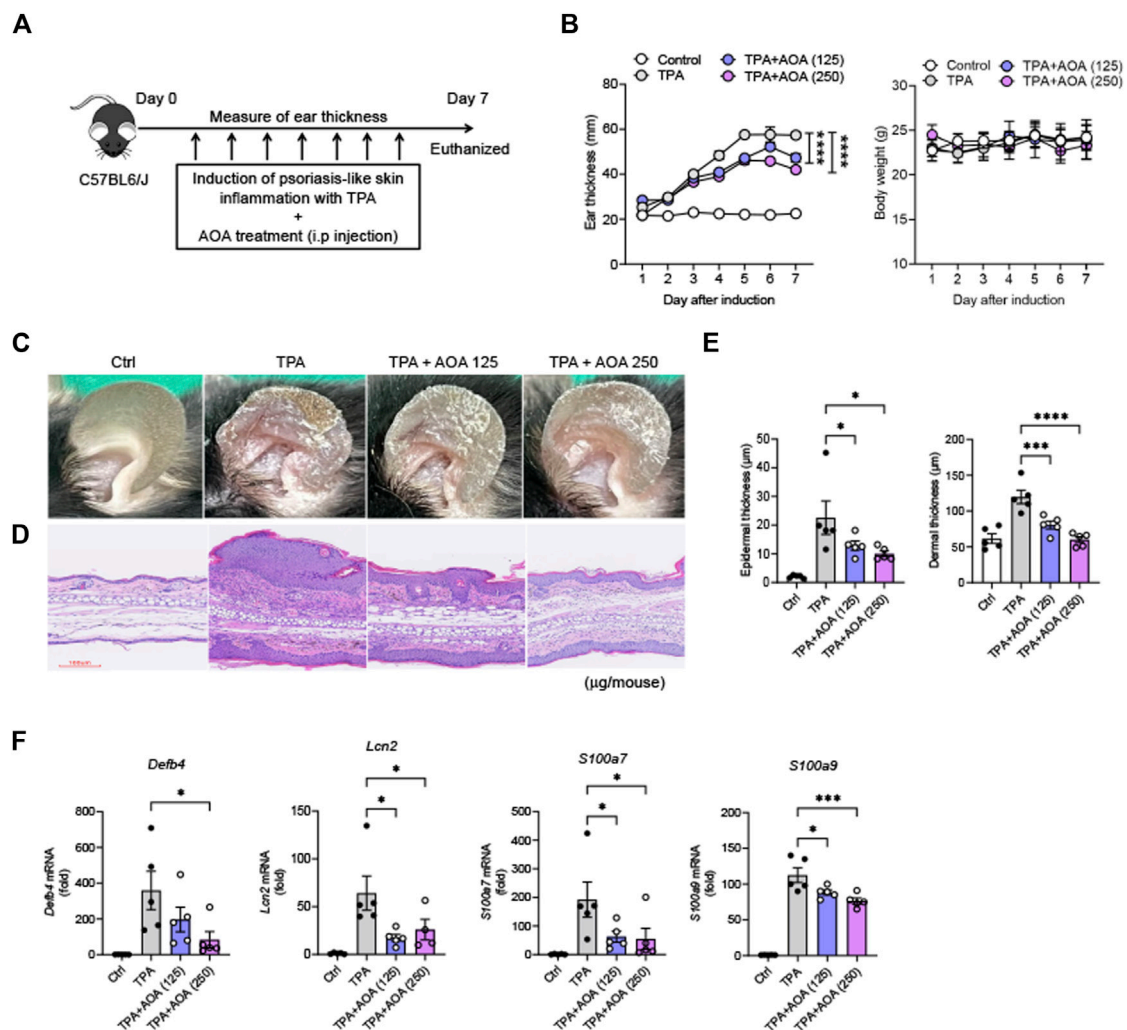 A
Day 0
Day 7
Measure of ear thickness
Euthanized
C57BL6/J
Induction of psoriasis-like skin
inflammation with TPA
+
AOA treatment (i.p injection)
B
Control
TPA
TPA+AOA (125)
TPA+AOA (250)
Ear thickness (mm)
80
60
40
20
0
****
****
1 2 3 4 5 6 7
Day after induction
Control
TPA
TPA+AOA (125)
TPA+AOA (250)
Body weight (g)
30
25
20
15
10
1 2 3 4 5 6 7
Day after induction
C
Ctrl
TPA
TPA + AOA 125
TPA + AOA 250
D
100μm
(μg/mouse)
E
Epidermal thickness (μm)
50
40
30
20
10
0
*
*
Ctrl
TPA
TPA+AOA (125)
TPA+AOA (250)
Dermal thickness (μm)
200
150
100
50
0
****
***
Ctrl
TPA
TPA+AOA (125)
TPA+AOA (250)
F
Defb4
Defb4 mRNA
(fold)
800
600
400
200
0
*
Ctrl
TPA
TPA+AOA (125)
TPA+AOA (250)
Lcn2
Lcn2 mRNA
(fold)
150
100
50
0
*
*
Ctrl
TPA
TPA+AOA (125)
TPA+AOA (250)
S100a7
S100a7 mRNA
(fold)
500
400
300
200
100
0
*
*
Ctrl
TPA
TPA+AOA (125)
TPA+AOA (250)
S100a9
S100a9 mRNA
(fold)
200
150
100
50
0
***
*
Ctrl
TPA
TPA+AOA (125)
TPA+AOA (250)